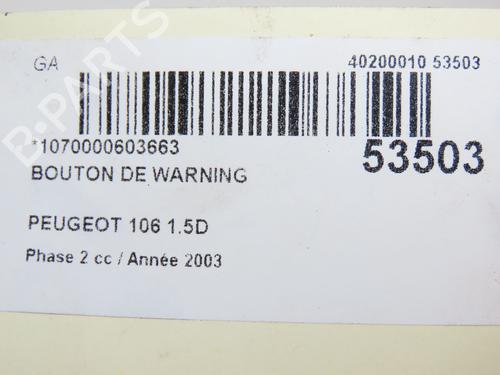 GA 40200010 53503
*1070000603663 53503
BOUTON DE WARNING
PEUGEOT 106 1.5D
Phase 2 cc / Année 2003
B-PARTS